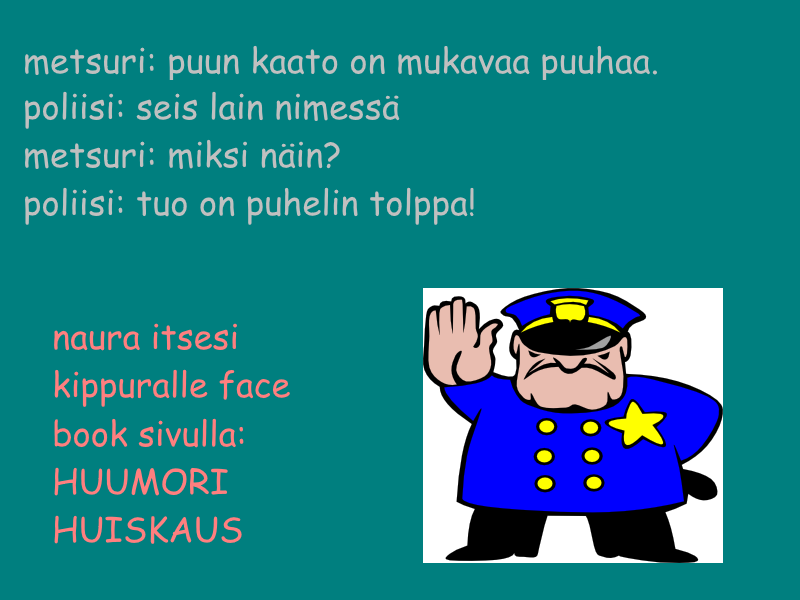 metsuri: puun kaato on mukavaa puuhaa.
poliisi: seis lain nimessä
metsuri: miksi näin?
poliisi: tuo on puhelin tolppa!
naura itsesi
kippuralle face
book sivulla:
HUUMORI
HUISKAUS